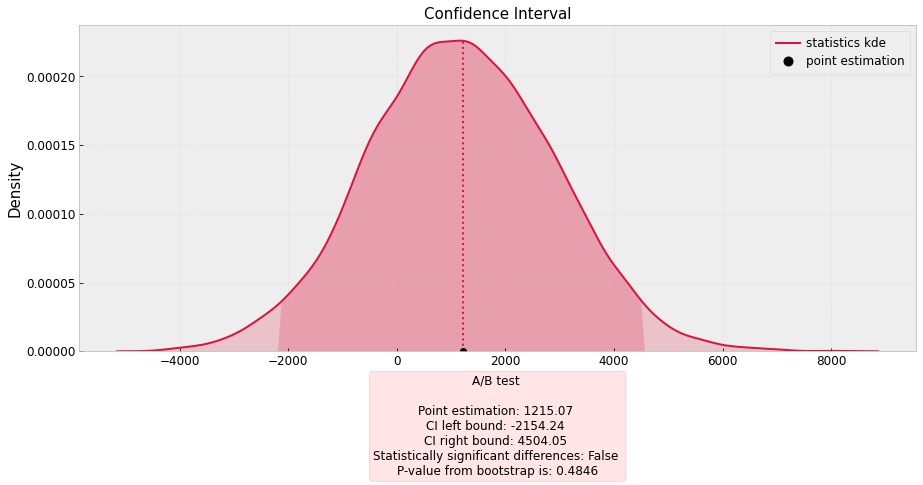 Confidence Interval
statistics kde
point estimation
Density
0.00020
0.00015
0.00010
0.00005
0.00000
−4000 −2000 0 2000 4000 6000 8000
A/B test
Point estimation: 1215.07
CI left bound: -2154.24
CI right bound: 4504.05
Statistically significant differences: False
P-value from bootstrap is: 0.4846